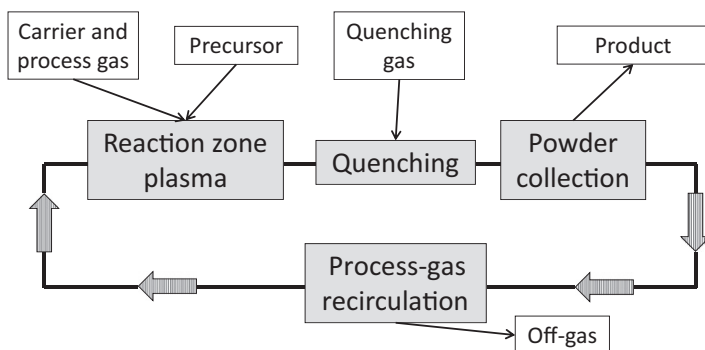 Carrier and
process gas
Precursor
Quenching
gas
Product
Reaction zone
plasma
Quenching
Powder
collection
Process-gas
recirculation
Off-gas